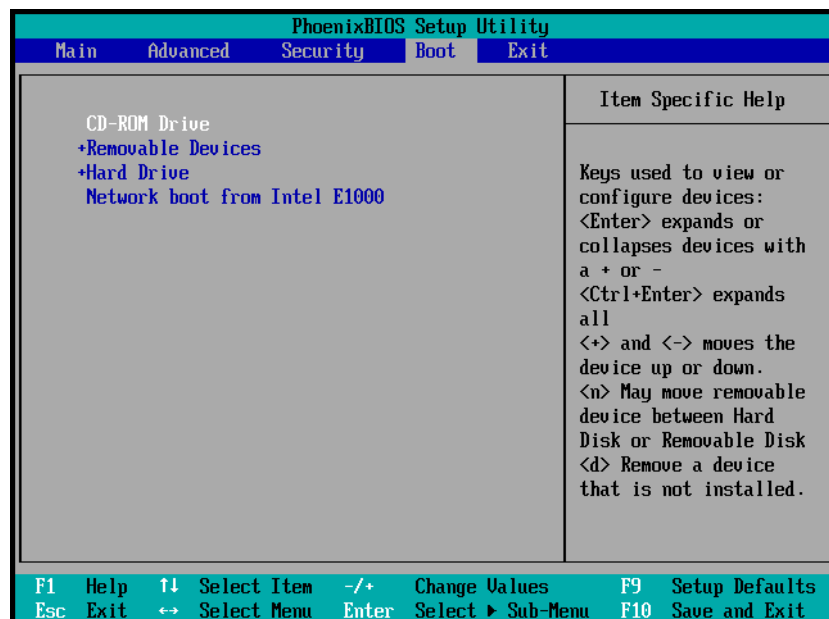 PhoenixBIOS Setup Utility
Main Advanced Security Boot Exit
CD-ROM Drive
+Removable Devices
+Hard Drive
Network boot from Intel E1000
Item Specific Help
Keys used to view or
configure devices:
<Enter> expands or
collapses devices with
a + or -
<Ctrl+Enter> expands
all
<+> and <-> moves the
device up or down.
<n> May move removable
device between Hard
Disk or Removable Disk
<d> Remove a device
that is not installed.
F1 Help ↑↓ Select Item -/+ Change Values F9 Setup Defaults
Esc Exit ↔ Select Menu Enter Select ▶ Sub-Menu F10 Save and Exit